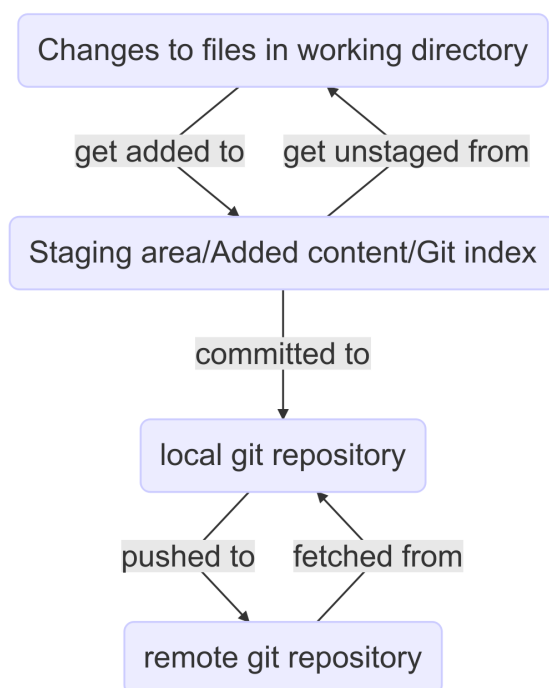 Changes to files in working directory
get added to
get unstaged from
Staging area/Added content/Git index
committed to
local git repository
pushed to
fetched from
remote git repository